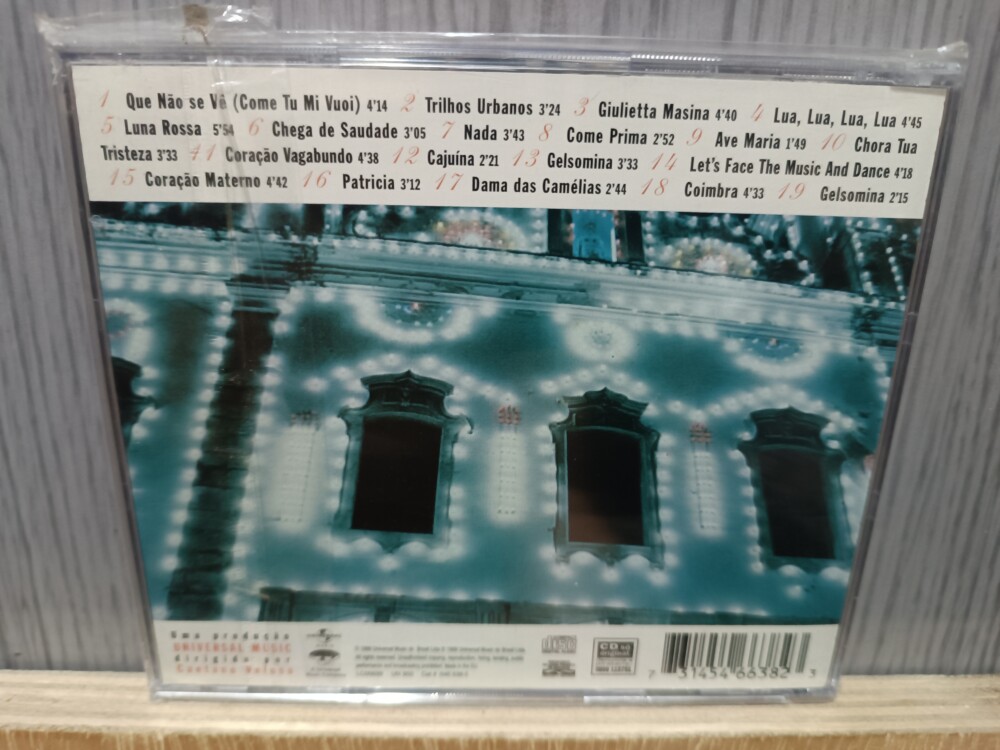 1 Que Não se Vê (Come Tu Mi Vuoi) 4'14 2 Trilhos Urbanos 3'24 3 Giulietta Masina 4'40 4 Lua, Lua, Lua, Lua 4'45
5 Luna Rossa 5'54 6 Chega de Saudade 3'05 7 Nada 3'43 8 Come Prima 2'52 9 Ave Maria 1'49 10 Chora Tua
Tristeza 3'33 11 Coração Vagabundo 4'38 12 Cajuína 2'21 13 Gelsomina 3'33 14 Let's Face The Music And Dance 4'18
15 Coração Materno 4'42 16 Patricia 3'12 17 Dama das Camélias 2'44 18 Coimbra 4'33 19 Gelsomina 2'15
Uma produção
UNIVERSAL MUSIC
dirigido por
Caetano Veloso
7 31454 66382 3